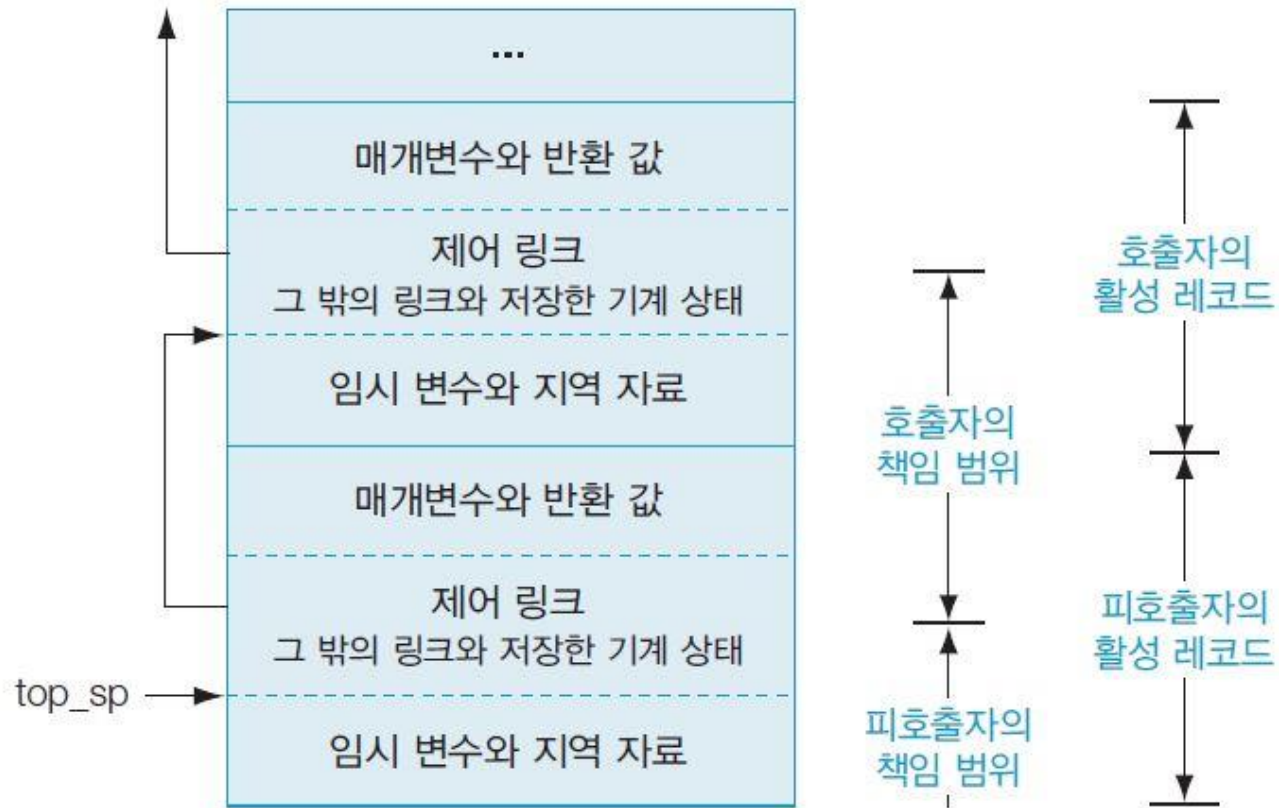 ...
매개변수와 반환 값
제어 링크
그 밖의 링크와 저장한 기계 상태
임시 변수와 지역 자료
매개변수와 반환 값
제어 링크
그 밖의 링크와 저장한 기계 상태
top_sp
임시 변수와 지역 자료
호출자의
책임 범위
피호출자의
책임 범위
호출자의
활성 레코드
피호출자의
활성 레코드